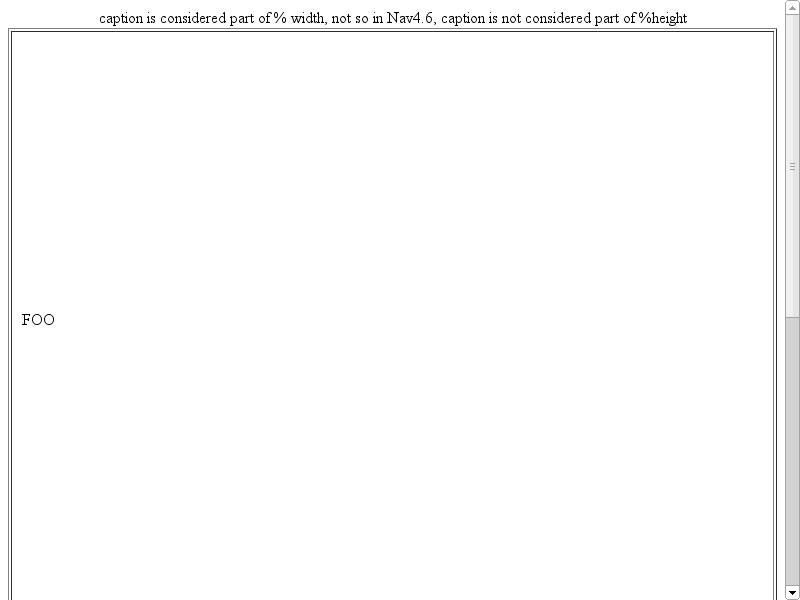 caption is considered part of % width, not so in Nav4.6, caption is not considered part of %height
FOO